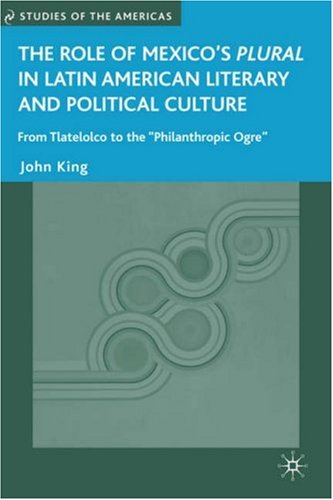 STUDIES OF THE AMERICAS
THE ROLE OF MEXICO'S PLURAL
IN LATIN AMERICAN LITERARY
AND POLITICAL CULTURE
From Tlatelolco to the “Philanthropic Ogre”
John King